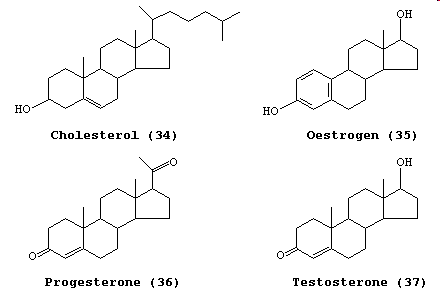 OH
HO
HO
Cholesterol (34)
Oestrogen (35)
O
OH
O
O
Progesterone (36)
Testosterone (37)